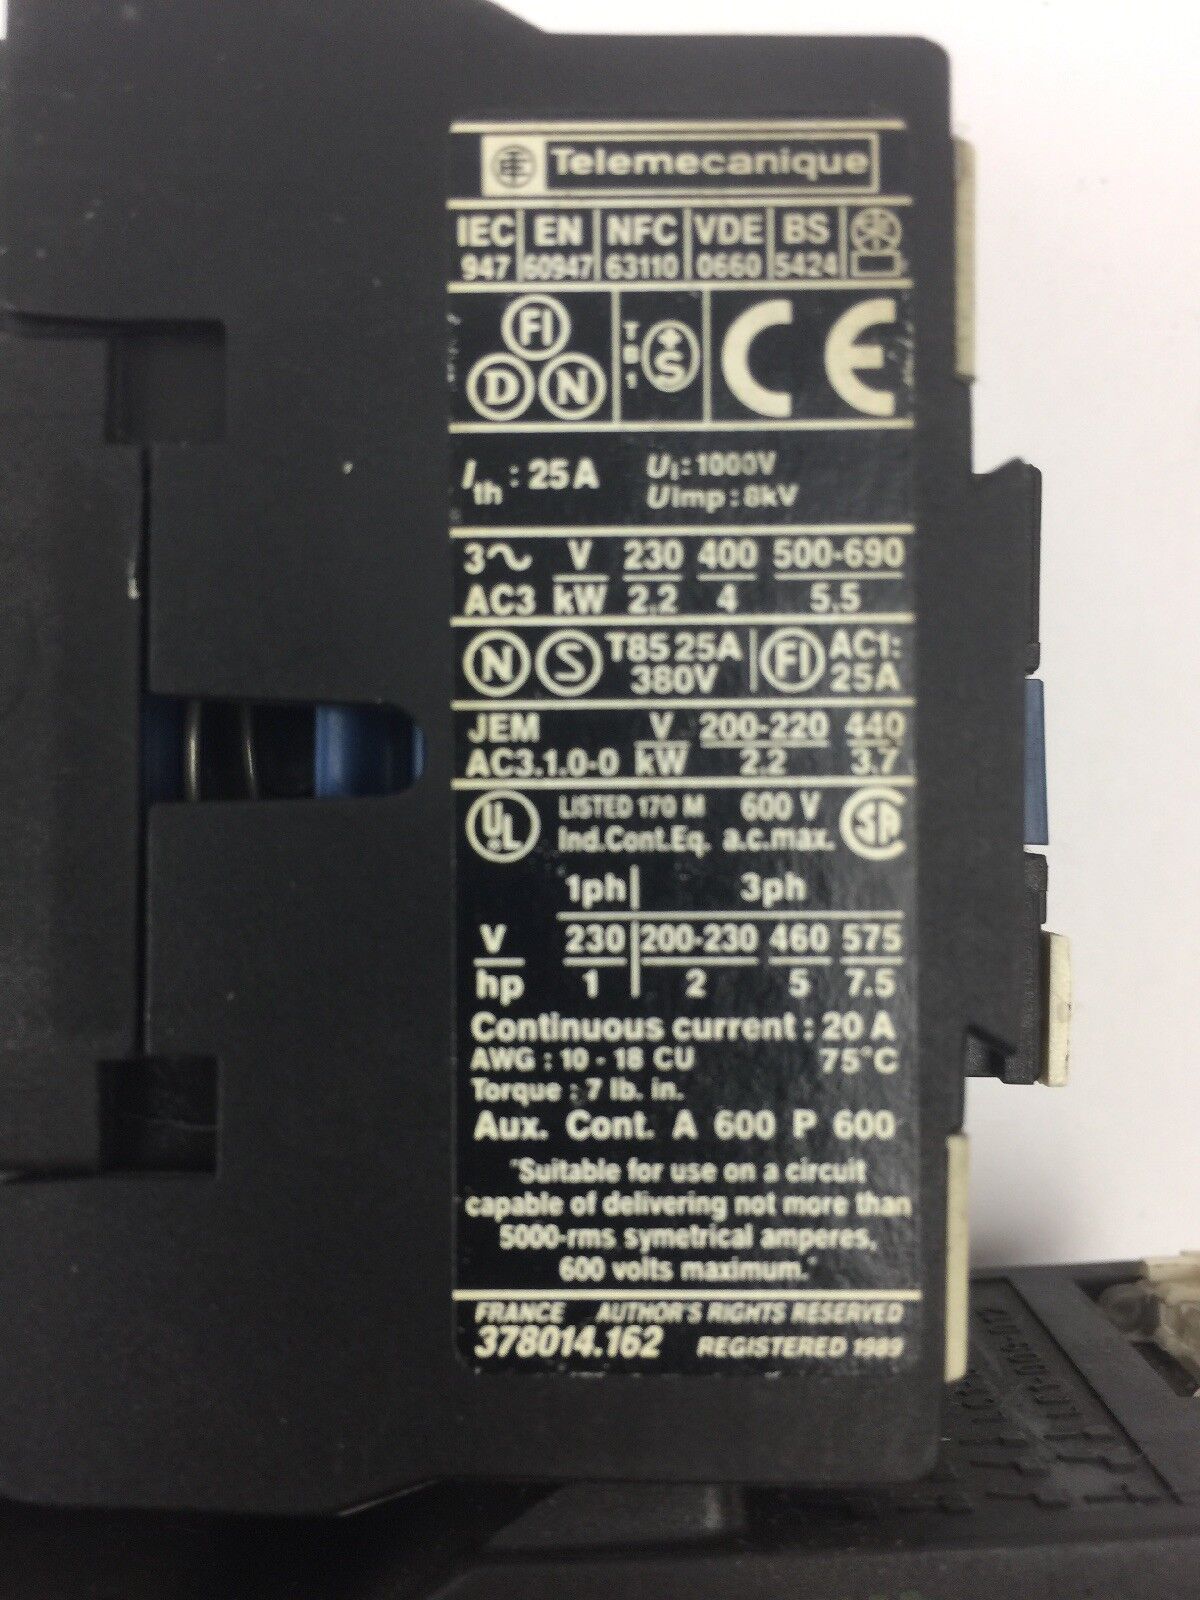 Telemecanique
IEC EN NFC VDE BS
947 60947 63110 0660 5424
FI
D N
T
8
1
S
CE
Ith : 25 A Ui : 1000V
Uimp : 8kV
3~ V 230 400 500-690
AC3 kW 2.2 4 5.5
N S T85 25A FI AC1:
380V 25A
JEM V 200-220 440
AC3.1.0-0 kW 2.2 3.7
UL LISTED 170 M 600 V SA
Ind.Cont.Eq. a.c.max.
1ph 3ph
V 230 200-230 460 575
hp 1 2 5 7.5
Continuous current : 20 A
AWG : 10 - 18 CU 75°C
Torque : 7 lb. in.
Aux. Cont. A 600 P 600
"Suitable for use on a circuit
capable of delivering not more than
5000-rms symetrical amperes,
600 volts maximum."
FRANCE AUTHOR'S RIGHTS RESERVED
378014.162 REGISTERED 1989